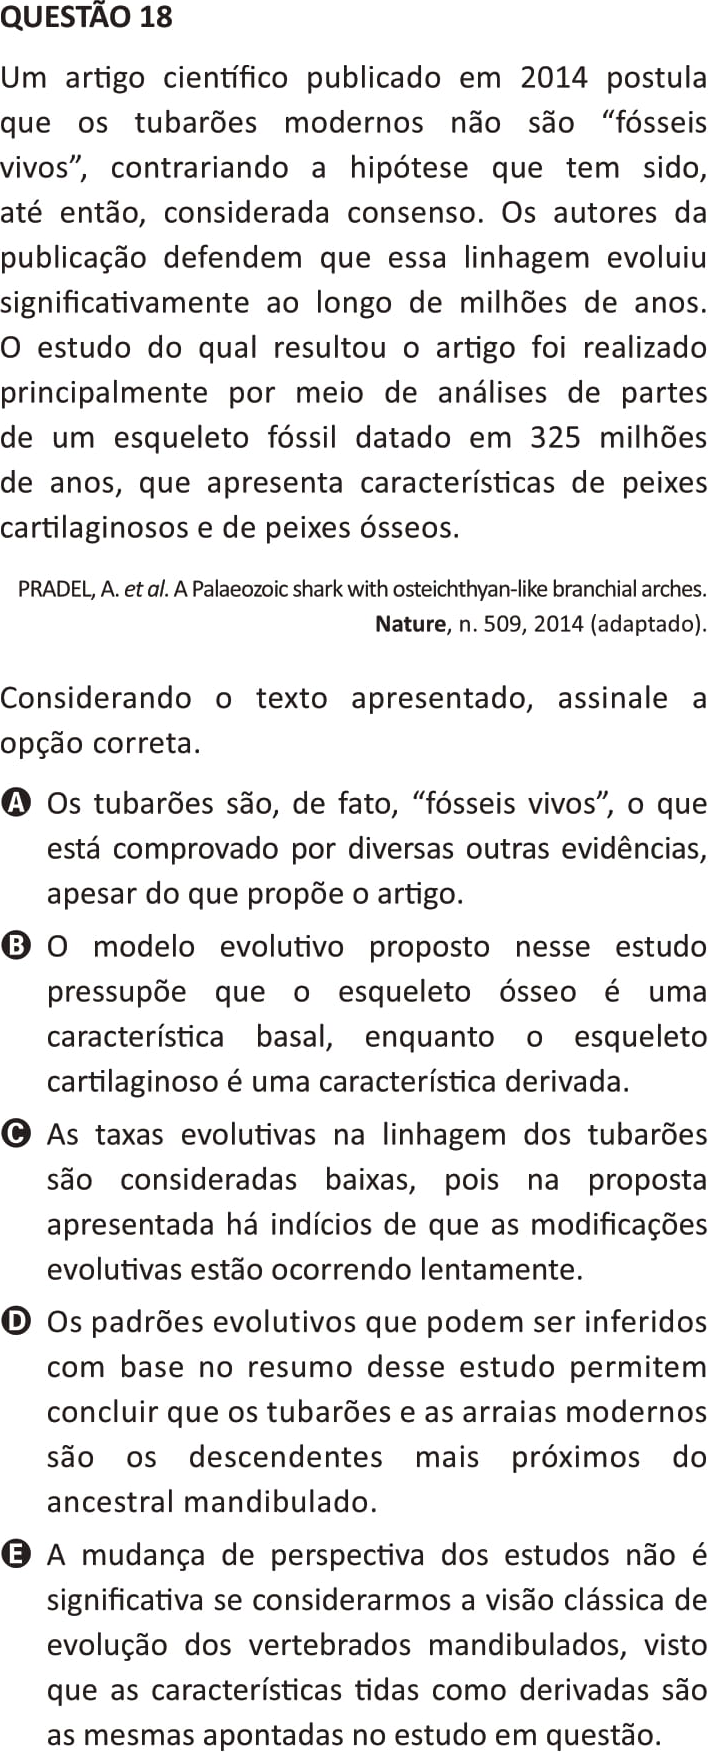 QUESTÃO 18
Um artigo científico publicado em 2014 postula
que os tubarões modernos não são “fósseis
vivos”, contrariando a hipótese que tem sido,
até então, considerada consenso. Os autores da
publicação defendem que essa linhagem evoluiu
significativamente ao longo de milhões de anos.
O estudo do qual resultou o artigo foi realizado
principalmente por meio de análises de partes
de um esqueleto fóssil datado em 325 milhões
de anos, que apresenta características de peixes
cartilaginosos e de peixes ósseos.
PRADEL, A. et al. A Palaeozoic shark with osteichthyan-like branchial arches.
Nature, n. 509, 2014 (adaptado).
Considerando o texto apresentado, assinale a
opção correta.
A Os tubarões são, de fato, “fósseis vivos”, o que
está comprovado por diversas outras evidências,
apesar do que propõe o artigo.
B O modelo evolutivo proposto nesse estudo
pressupõe que o esqueleto ósseo é uma
característica basal, enquanto o esqueleto
cartilaginoso é uma característica derivada.
C As taxas evolutivas na linhagem dos tubarões
são consideradas baixas, pois na proposta
apresentada há indícios de que as modificações
evolutivas estão ocorrendo lentamente.
D Os padrões evolutivos que podem ser inferidos
com base no resumo desse estudo permitem
concluir que os tubarões e as arraias modernos
são os descendentes mais próximos do
ancestral mandibulado.
E A mudança de perspectiva dos estudos não é
significativa se considerarmos a visão clássica de
evolução dos vertebrados mandibulados, visto
que as características tidas como derivadas são
as mesmas apontadas no estudo em questão.